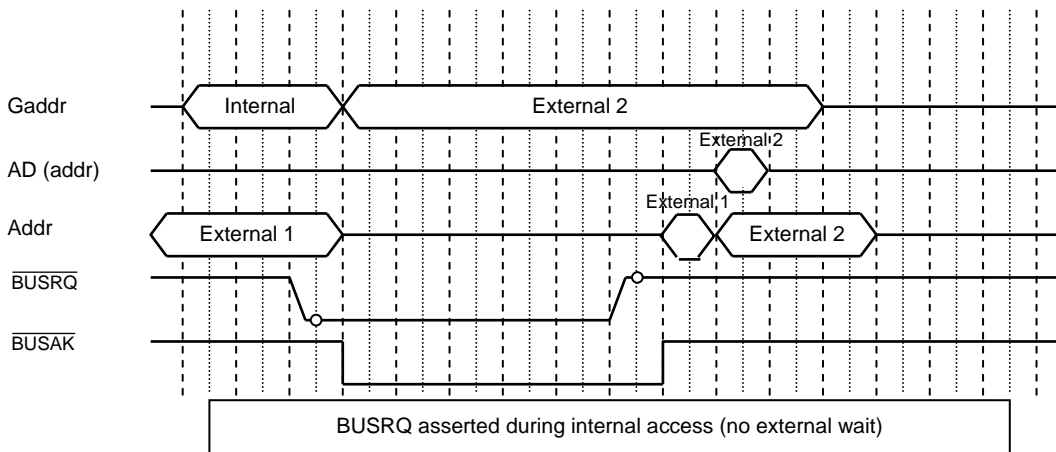 Gaddr
Internal
External 2
AD (addr)
External 2
Addr
External 1
External 1
External 2
BUSRQ
BUSAK
BUSRQ asserted during internal access (no external wait)